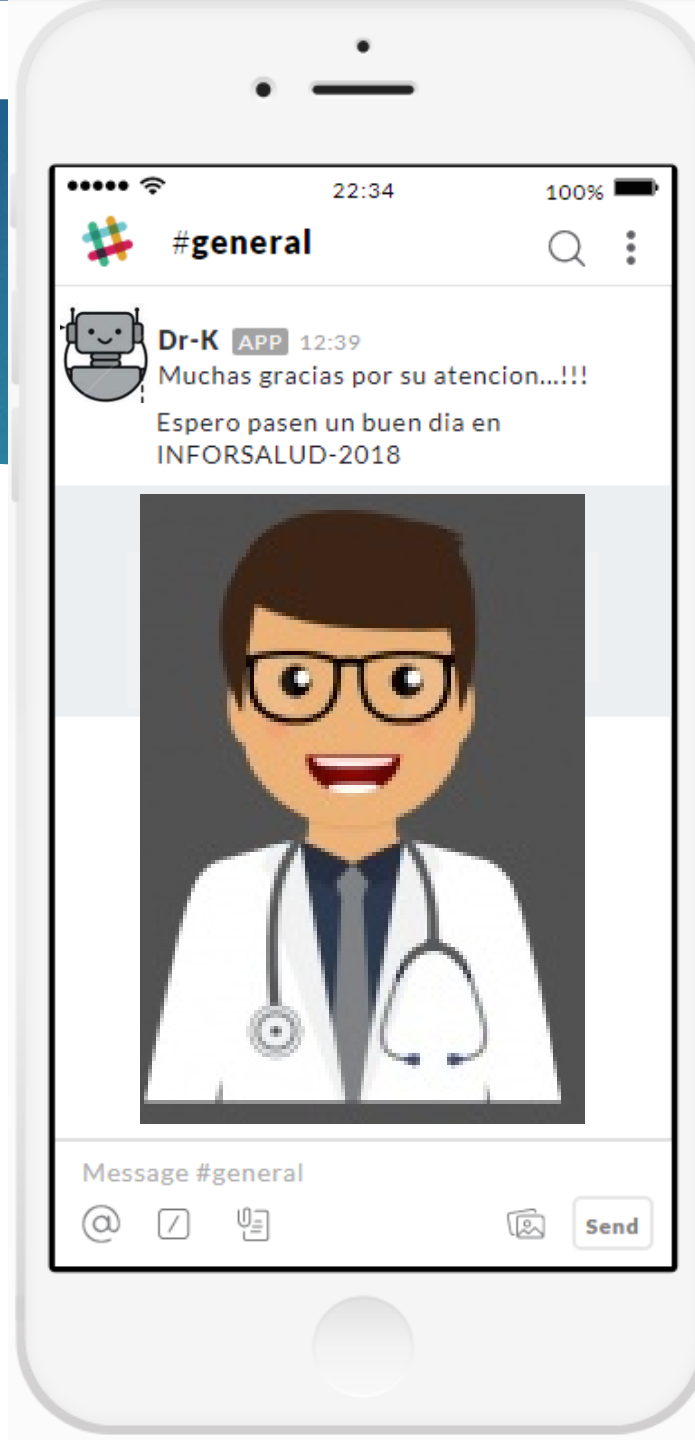 22:34
100%
#general
Dr-K APP 12:39
Muchas gracias por su atencion...!!!
Espero pasen un buen dia en
INFORSALUD-2018
Message #general
@
Send